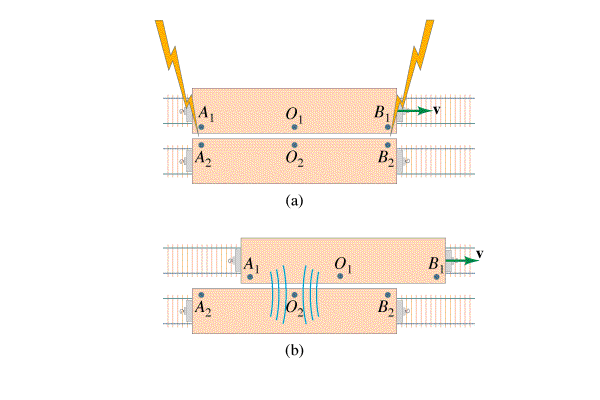 A1 O1 B1 v
A2 O2 B2
(a)
A1 O1 B1 v
A2 O2 B2
(b)